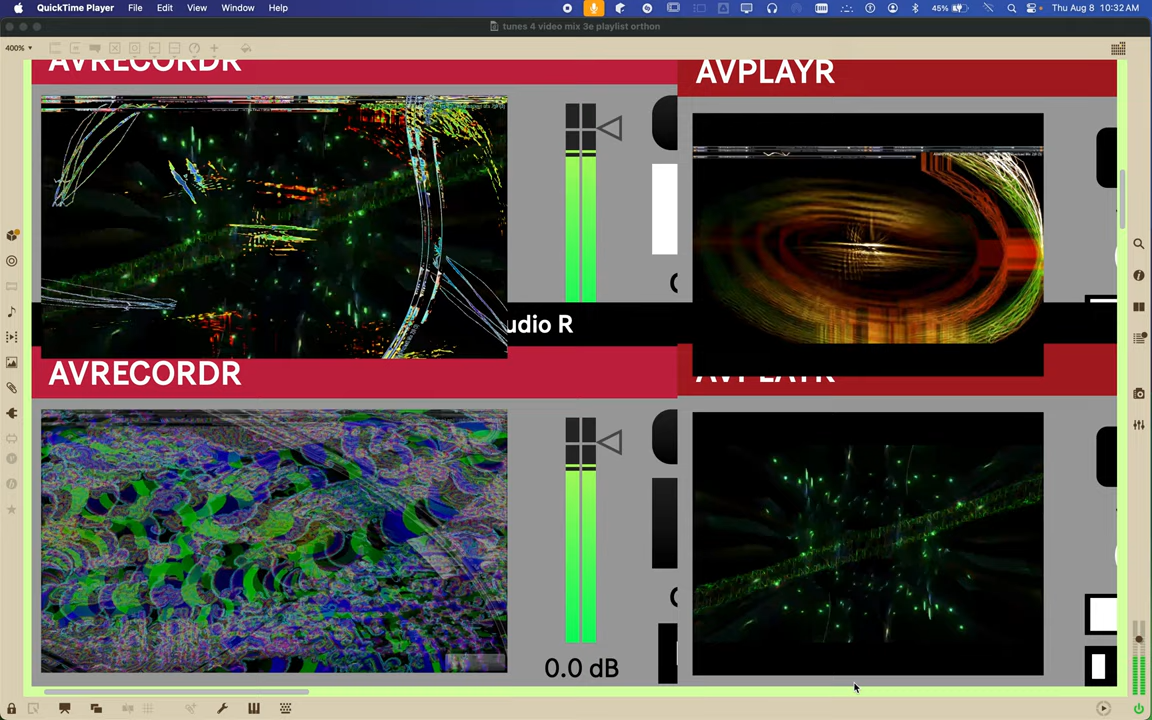 QuickTime Player File Edit View Window Help
45% Thu Aug 8 10:32 AM
tunes 4 video mix 3e playlist orthon
400%
AVRECORDR
AVPLAYR
udio R
AVRECORDR
AVPLAYR
0.0 dB